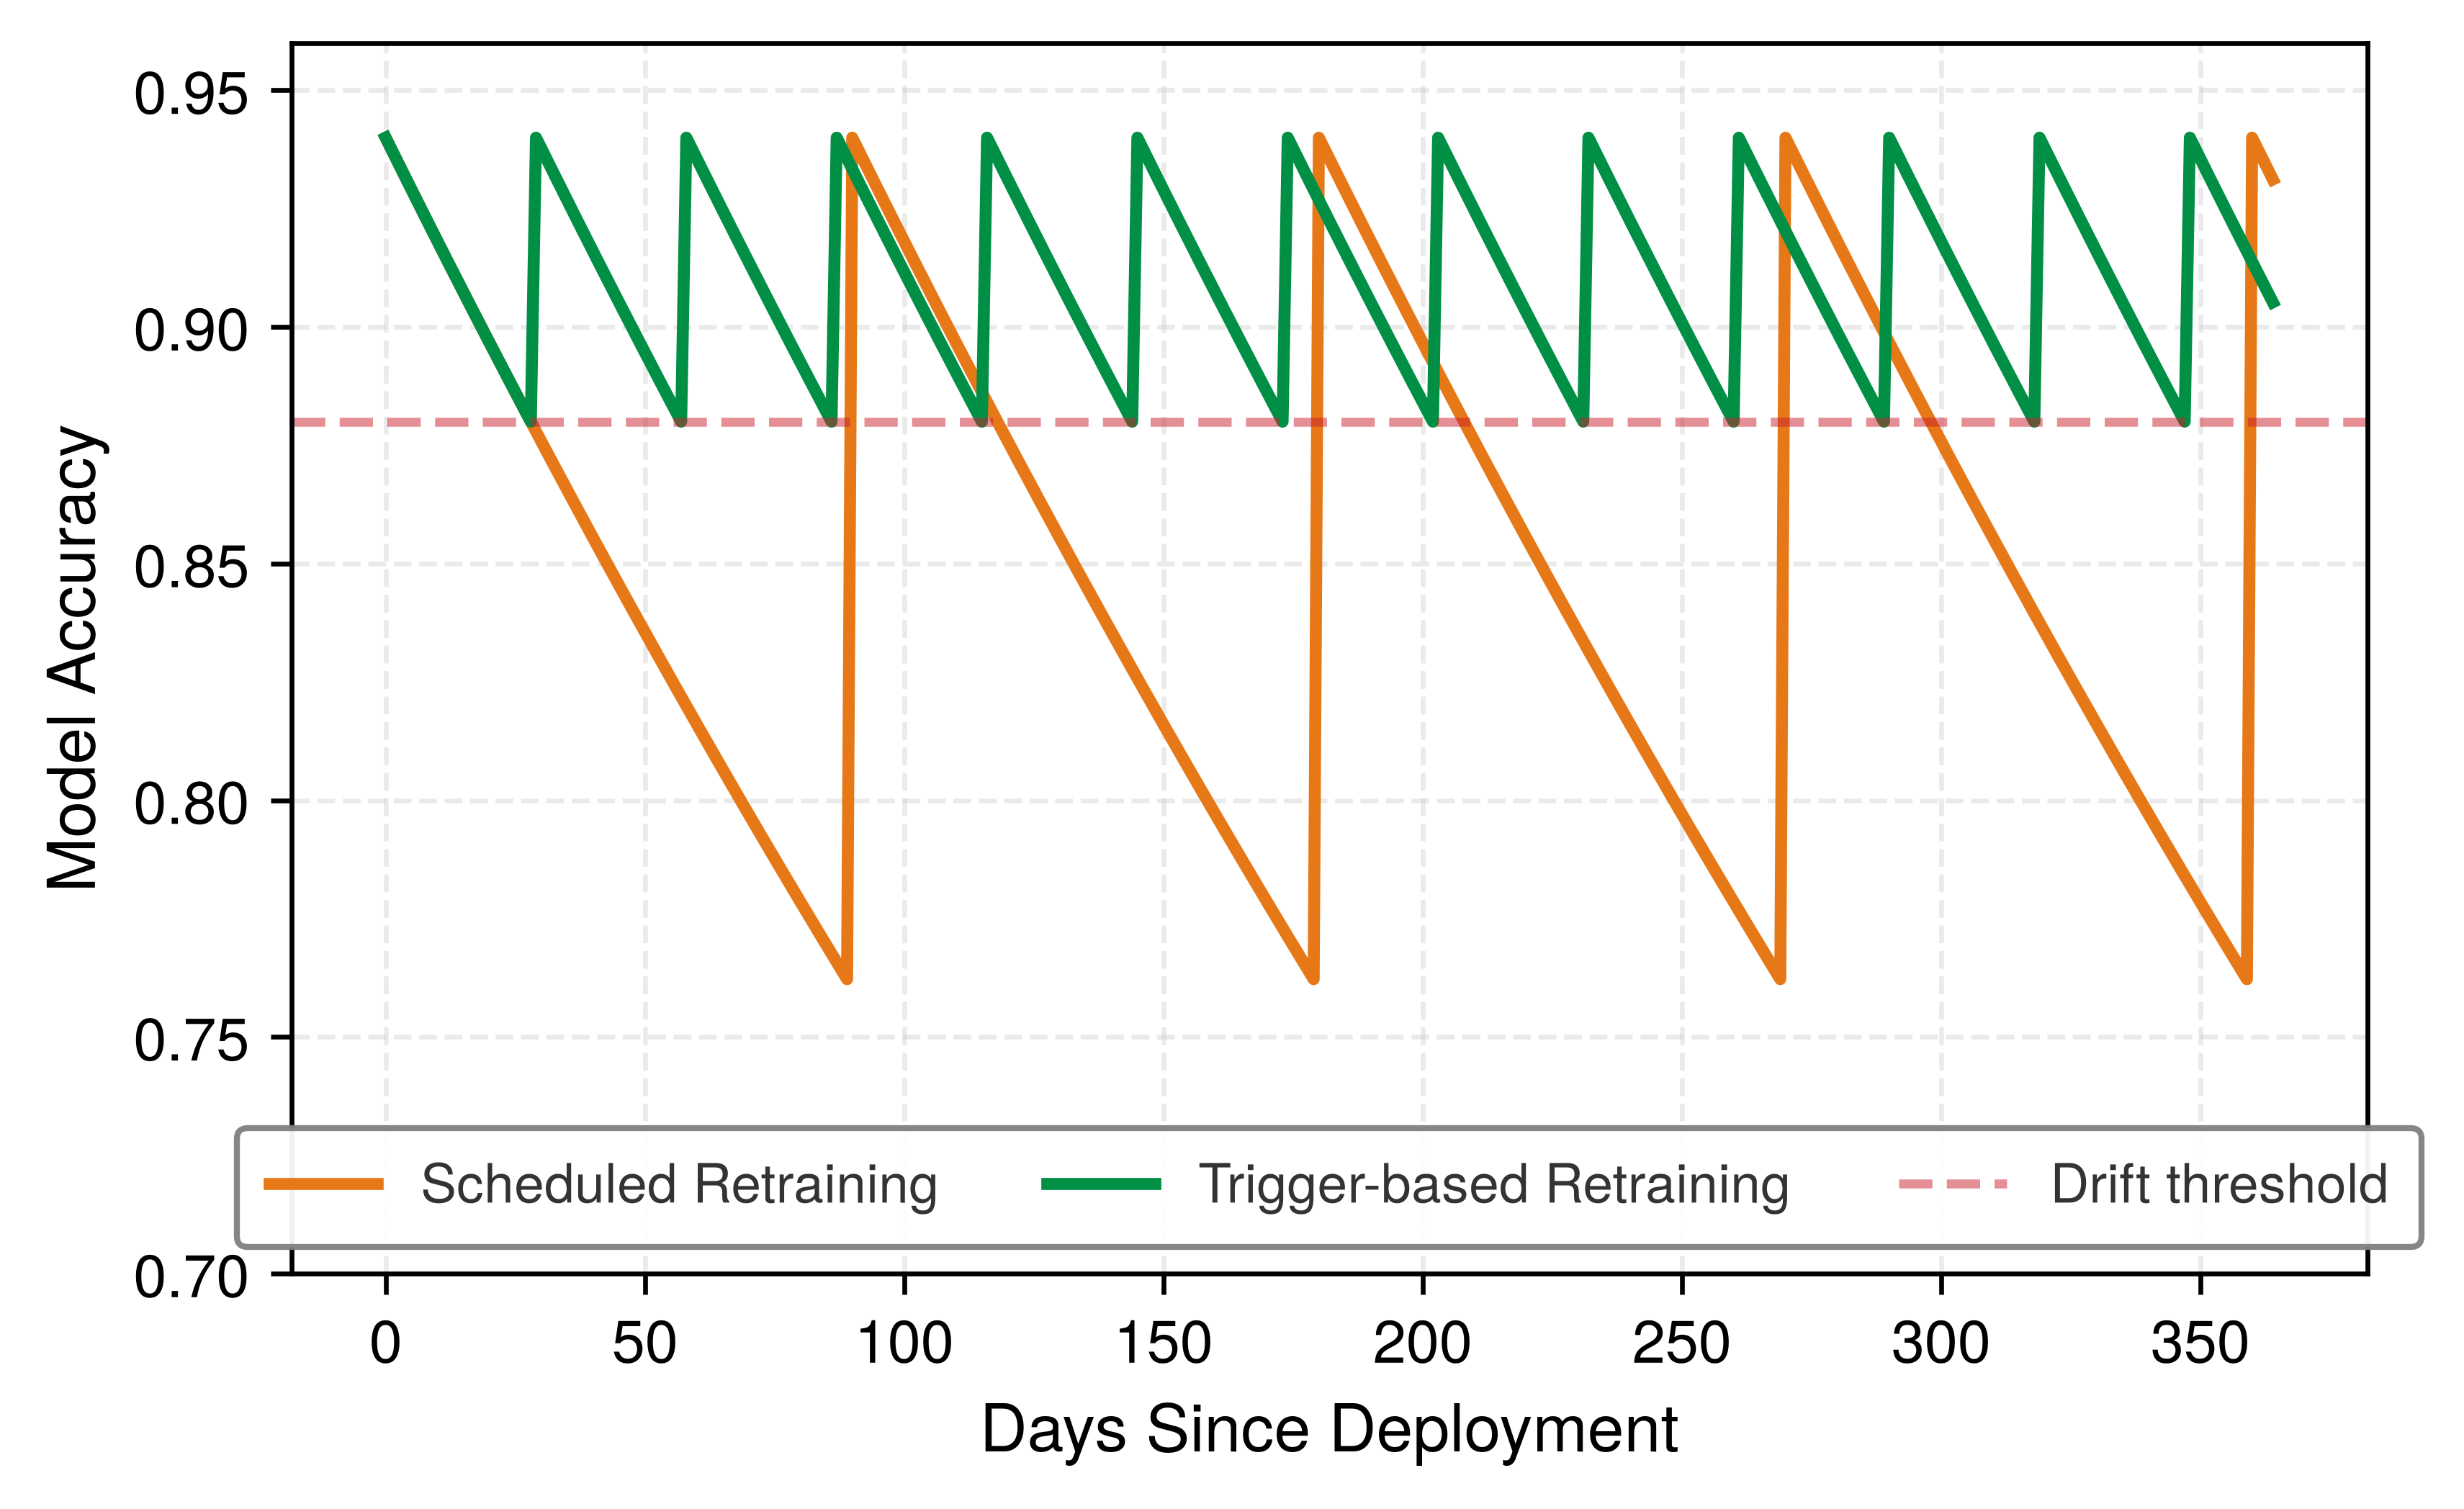 Model Accuracy
0.95
0.90
0.85
0.80
0.75
0.70
Scheduled Retraining
Trigger-based Retraining
Drift threshold
0 50 100 150 200 250 300 350
Days Since Deployment